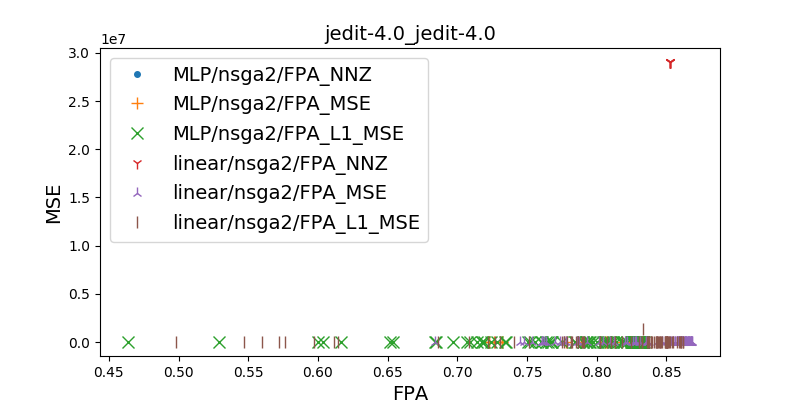 jedit-4.0_jedit-4.0
1e7
3.0
2.5
2.0
1.5
1.0
0.5
0.0
MSE
MLP/nsga2/FPA_NNZ
MLP/nsga2/FPA_MSE
MLP/nsga2/FPA_L1_MSE
linear/nsga2/FPA_NNZ
linear/nsga2/FPA_MSE
linear/nsga2/FPA_L1_MSE
0.45 0.50 0.55 0.60 0.65 0.70 0.75 0.80 0.85
FPA